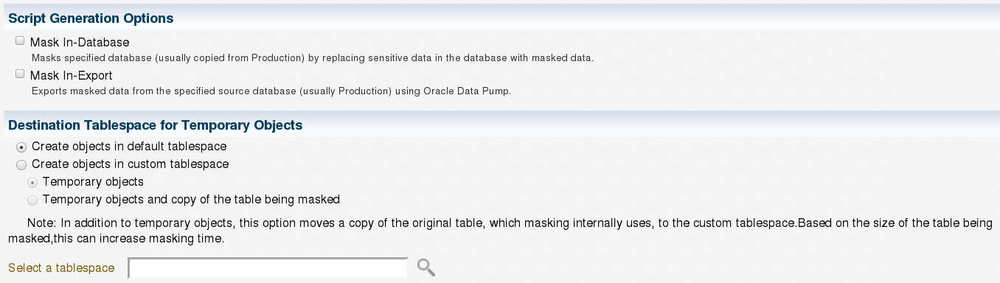 Script Generation Options
Mask In-Database
Masks specified database (usually copied from Production) by replacing sensitive data in the database with masked data.
Mask In-Export
Exports masked data from the specified source database (usually Production) using Oracle Data Pump.
Destination Tablespace for Temporary Objects
Create objects in default tablespace
Create objects in custom tablespace
Temporary objects
Temporary objects and copy of the table being masked
Note: In addition to temporary objects, this option moves a copy of the original table, which masking internally uses, to the custom tablespace.Based on the size of the table being
masked,this can increase masking time.
Select a tablespace